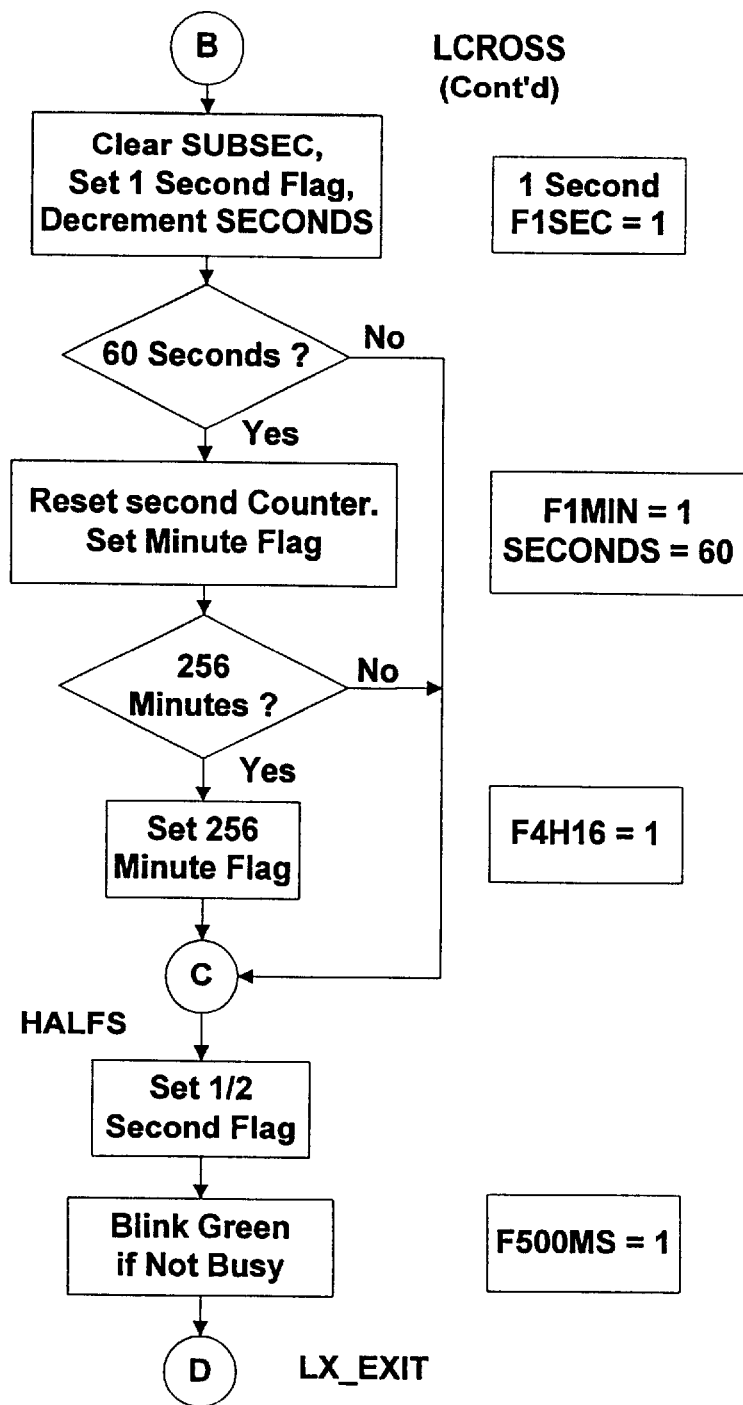 B
LCROSS
(Cont'd)
Clear SUBSEC,
Set 1 Second Flag,
Decrement SECONDS
1 Second
F1SEC = 1
60 Seconds ?
No
Yes
Reset second Counter.
Set Minute Flag
F1MIN = 1
SECONDS = 60
256
Minutes ?
No
Yes
Set 256
Minute Flag
F4H16 = 1
C
HALFS
Set 1/2
Second Flag
Blink Green
if Not Busy
F500MS = 1
D
LX_EXIT